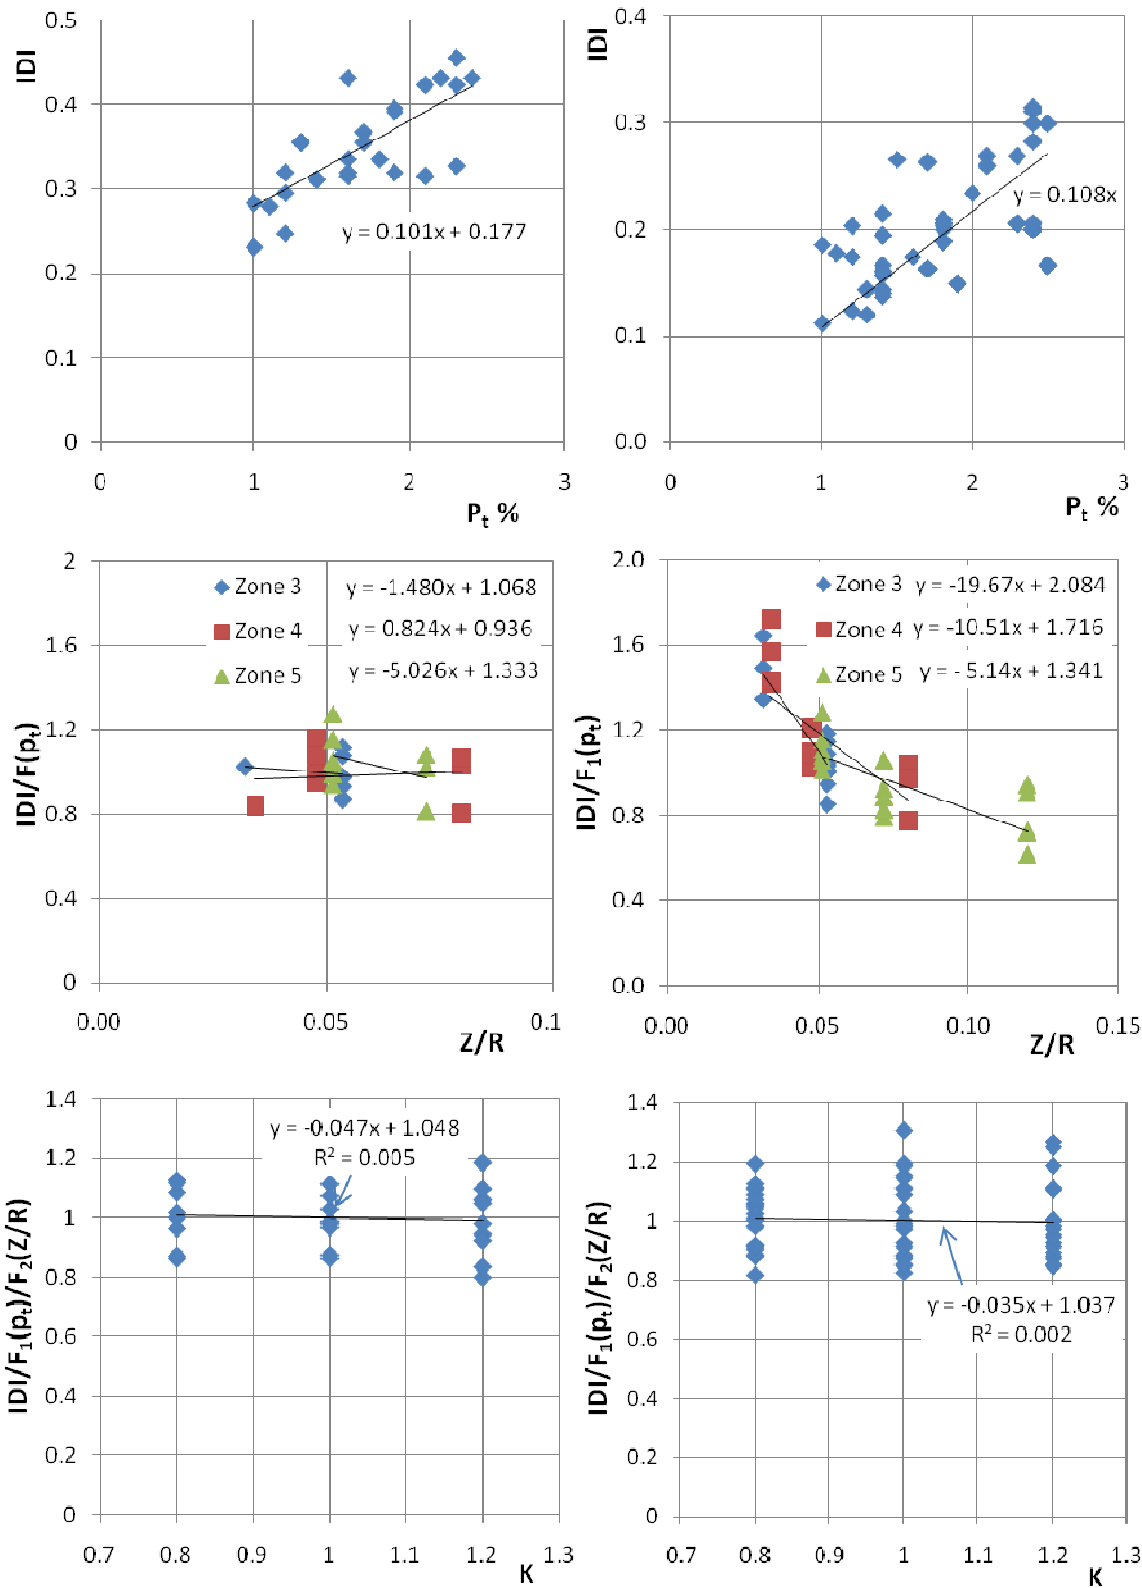 IDI
0.5
0.4
0.3
0.2
0.1
0
y = 0.101x + 0.177
0
1
2
3
Pt %
IDI
0.4
0.3
0.2
0.1
0.0
y = 0.108x
0
1
2
3
Pt %
IDI/F(pt)
2
1.6
1.2
0.8
0.4
0
Zone 3 y = -1.480x + 1.068
Zone 4 y = 0.824x + 0.936
Zone 5 y = -5.026x + 1.333
0.00
0.05
0.1
Z/R
IDI/F1(pt)
2.0
1.6
1.2
0.8
0.4
0.0
Zone 3 y = -19.67x + 2.084
Zone 4 y = -10.51x + 1.716
Zone 5 y = - 5.14x + 1.341
0.00
0.05
0.10
0.15
Z/R
IDI/F1(pt)/F2(Z/R)
1.4
1.2
1
0.8
0.6
0.4
0.2
0
y = -0.047x + 1.048
R² = 0.005
0.7
0.8
0.9
1
1.1
1.2
1.3
K
IDI/F1(pt)/F2(Z/R)
1.4
1.2
1
0.8
0.6
0.4
0.2
0
y = -0.035x + 1.037
R² = 0.002
0.7
0.8
0.9
1
1.1
1.2
1.3
K